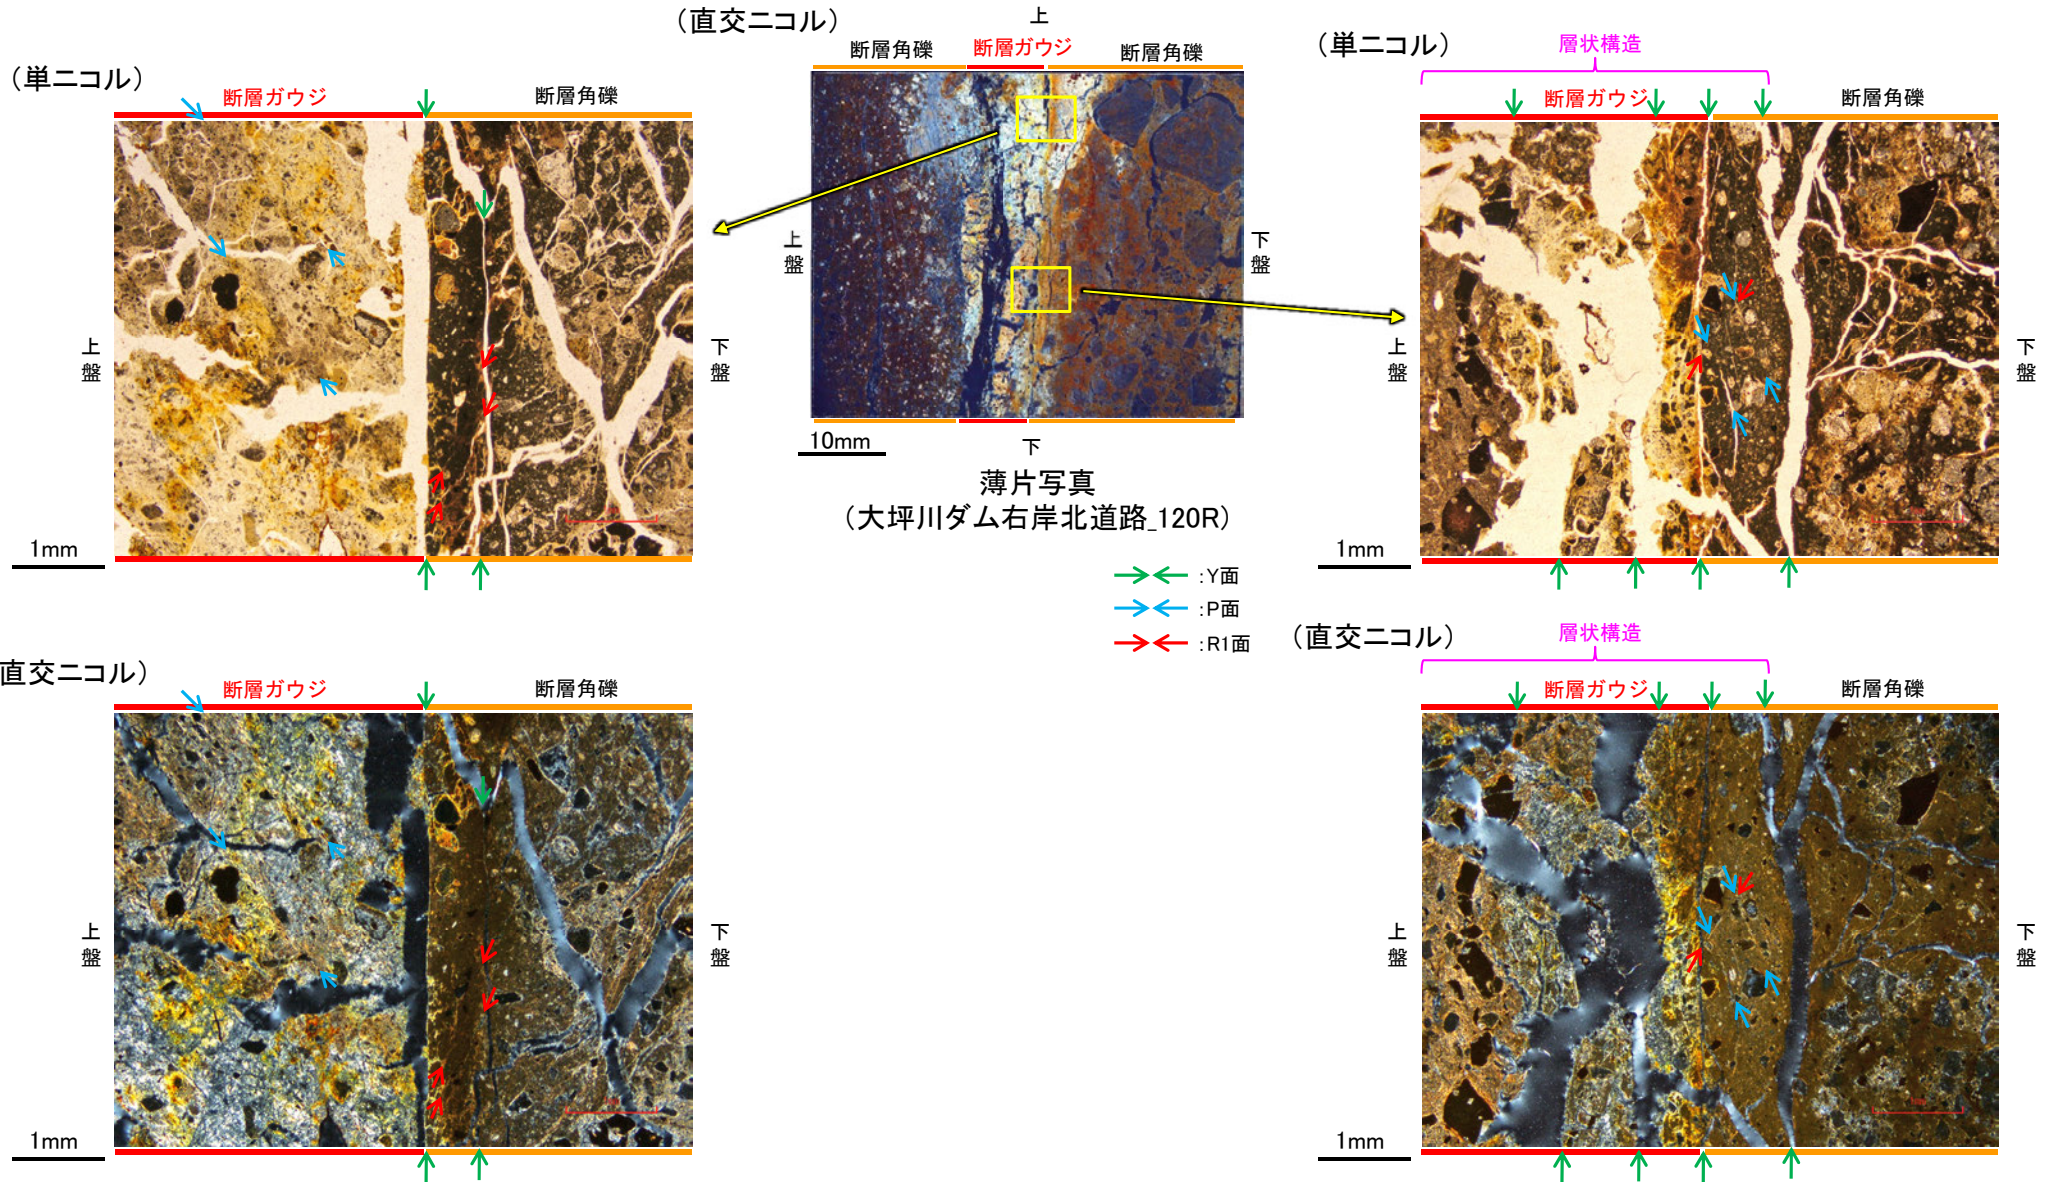 （直交ニコル）
上
断層角礫
断層ガウジ
断層角礫
上盤
下盤
10mm
下
薄片写真
（大坪川ダム右岸北道路_120R）
:Y面
:P面
:R1面
（単ニコル）
断層ガウジ
断層角礫
上盤
下盤
1mm
直交ニコル）
断層ガウジ
断層角礫
上盤
下盤
1mm
（単ニコル）
層状構造
断層ガウジ
断層角礫
上盤
下盤
1mm
（直交ニコル）
層状構造
断層ガウジ
断層角礫
上盤
下盤
1mm